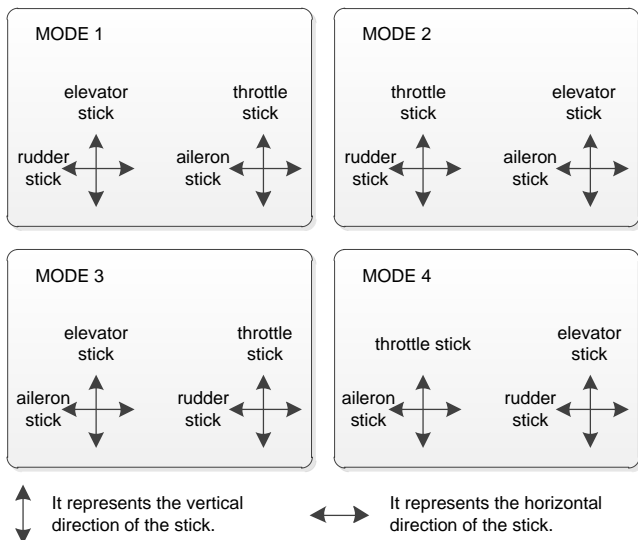 MODE 1
elevator
stick
throttle
stick
rudder
stick
aileron
stick
MODE 2
throttle
stick
elevator
stick
rudder
stick
aileron
stick
MODE 3
elevator
stick
throttle
stick
aileron
stick
rudder
stick
MODE 4
throttle stick
elevator
stick
aileron
stick
rudder
stick
It represents the vertical
direction of the stick.
It represents the horizontal
direction of the stick.